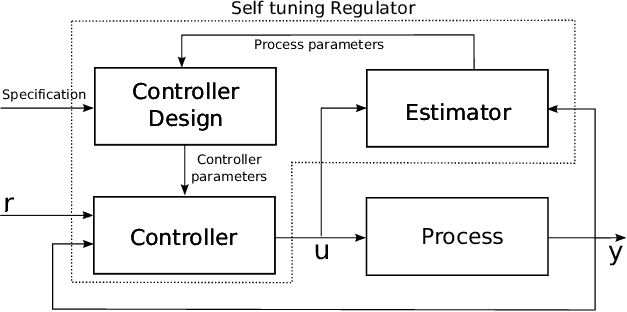 Self tuning Regulator
Process parameters
Specification
Controller
Design
Estimator
Controller
parameters
r
Controller
u
Process
y